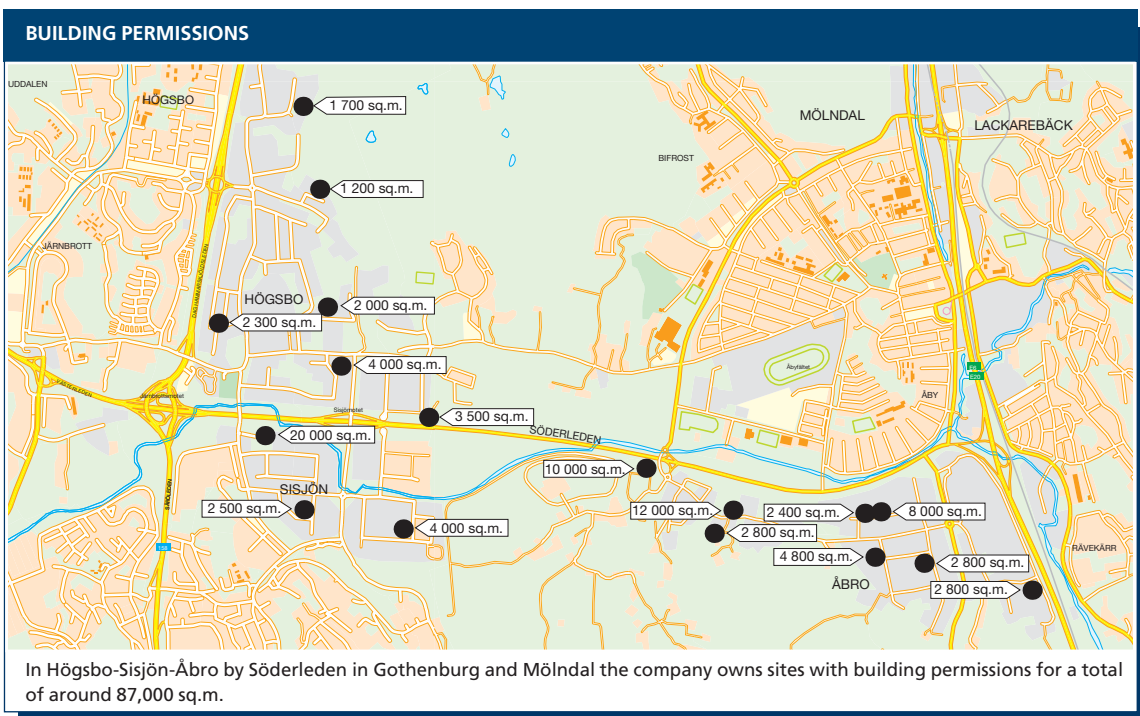 BUILDING PERMISSIONS
UDDALEN
HÖGSBO
1 700 sq.m.
MÖLNDAL
LACKAREBÄCK
BIFROST
1 200 sq.m.
JÄRNBROTT
HÖGSBO
2 000 sq.m.
2 300 sq.m.
4 000 sq.m.
Åbyfältet
E6
E20
ÅBY
Sisjömotet
3 500 sq.m.
SÖDERLEDEN
20 000 sq.m.
10 000 sq.m.
SISJÖN
2 500 sq.m.
12 000 sq.m.
2 400 sq.m.
8 000 sq.m.
4 000 sq.m.
2 800 sq.m.
158
RÄVEKÄRR
4 800 sq.m.
2 800 sq.m.
ÅBRO
2 800 sq.m.
In Högsbo-Sisjön-Åbro by Söderleden in Gothenburg and Mölndal the company owns sites with building permissions for a total
of around 87,000 sq.m.